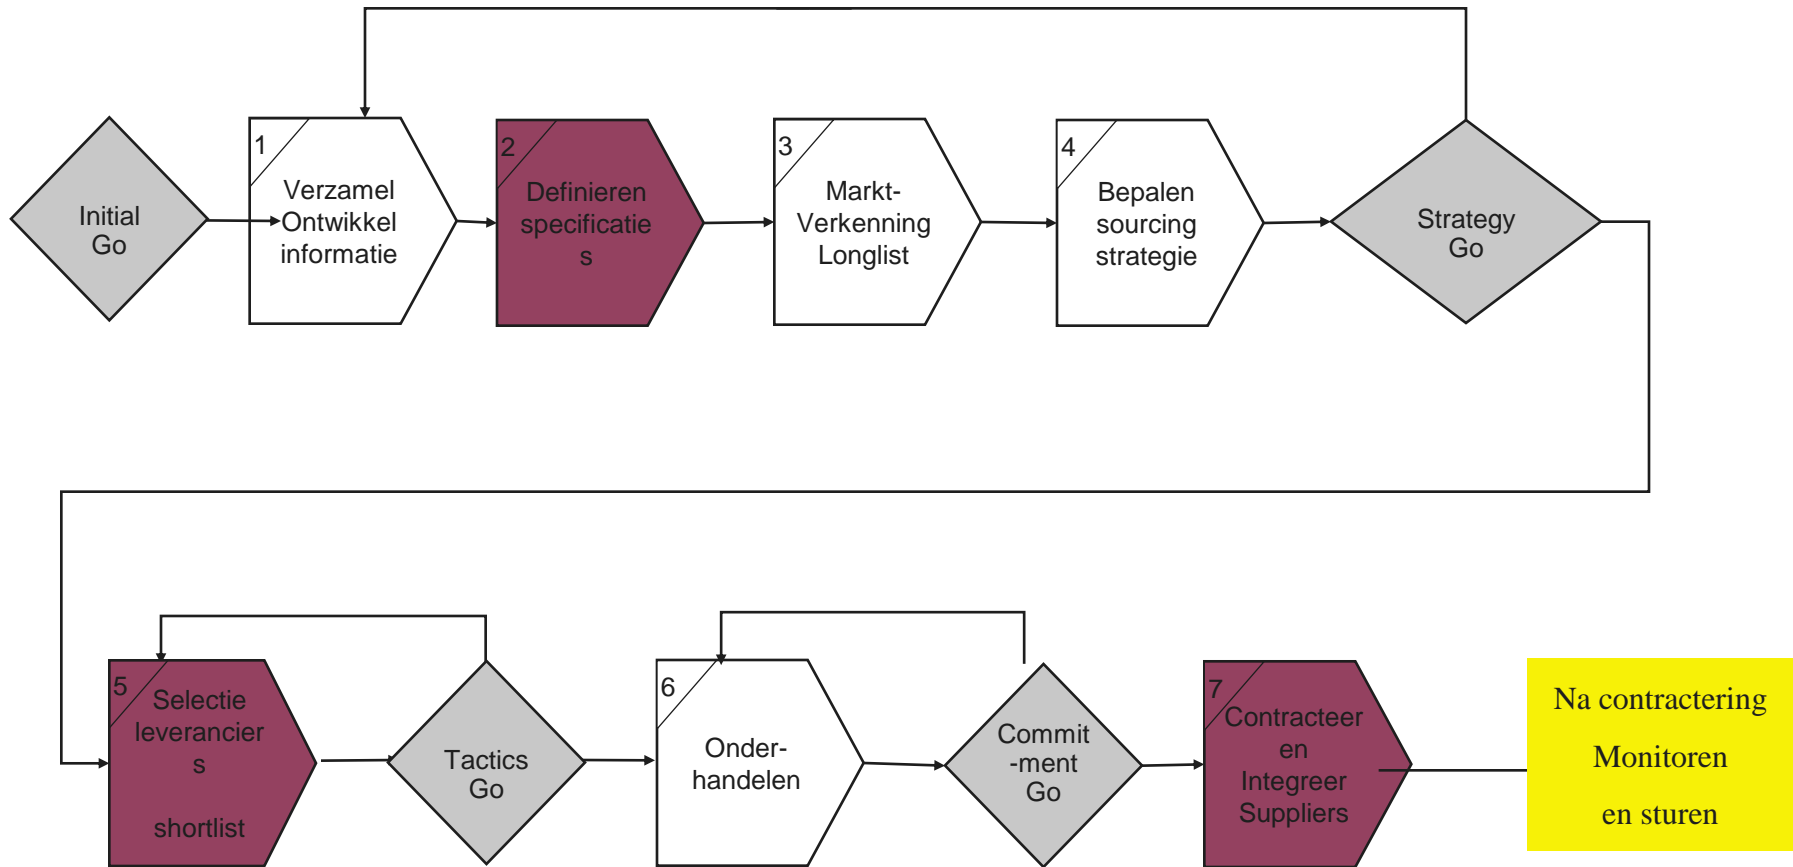 Initial
Go
1
Verzamel
Ontwikkel
informatie
2
Definieren
specificatie
s
3
Markt-
Verkenning
Longlist
4
Bepalen
sourcing
strategie
Strategy
Go
5
Selectie
leverancier
s
shortlist
Tactics
Go
6
Onder-
handelen
Commit
-ment
Go
7
Contracteer
en
Integreer
Suppliers
Na contractering
Monitoren
en sturen